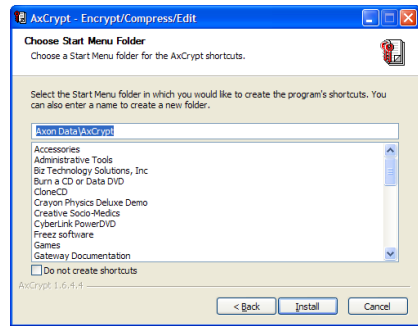 AxCrypt - Encrypt/Compress/Edit
Choose Start Menu Folder
Choose a Start Menu folder for the AxCrypt shortcuts.
Select the Start Menu folder in which you would like to create the program's shortcuts. You
can also enter a name to create a new folder.
Axon Data\AxCrypt
Accessories
Administrative Tools
Biz Technology Solutions, Inc
Burn a CD or Data DVD
CloneCD
Crayon Physics Deluxe Demo
Creative Socio-Medics
CyberLink PowerDVD
Freez software
Games
Gateway Documentation
Do not create shortcuts
AxCrypt 1.6.4.4
< Back Install Cancel